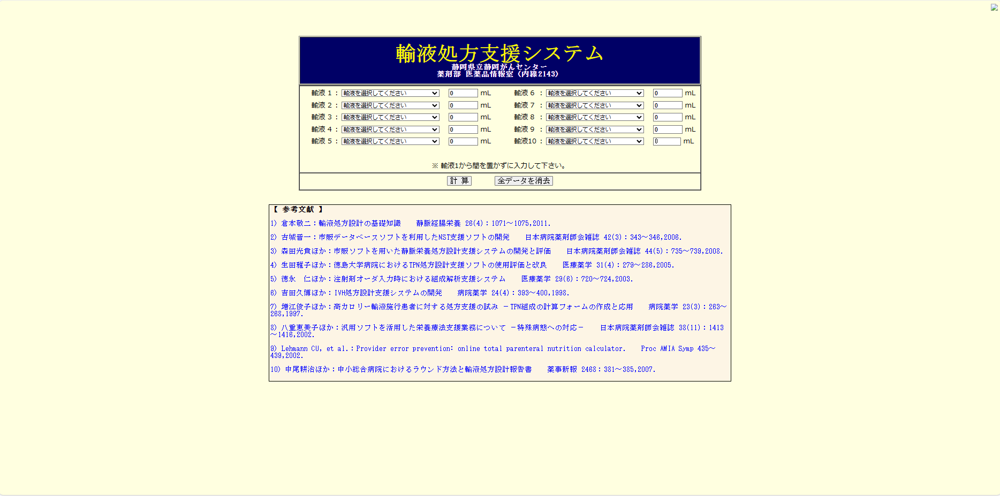 輸液処方支援システム
静岡県立静岡がんセンター
薬剤部 医薬品情報室 (内線2143)
輸液 1 : 輸液を選択してください 0 mL 輸液 6 : 輸液を選択してください 0 mL
輸液 2 : 輸液を選択してください 0 mL 輸液 7 : 輸液を選択してください 0 mL
輸液 3 : 輸液を選択してください 0 mL 輸液 8 : 輸液を選択してください 0 mL
輸液 4 : 輸液を選択してください 0 mL 輸液 9 : 輸液を選択してください 0 mL
輸液 5 : 輸液を選択してください 0 mL 輸液10 : 輸液を選択してください 0 mL
※ 輸液1から間を置かずに入力して下さい。
計 算 全データを消去
【 参考文献 】
1) 倉本敬二：輸液処方設計の基礎知識　　静脈経腸栄養 26(4)：1071～1075,2011.
2) 古城晋一：市販データベースソフトを利用したNST支援ソフトの開発　　日本病院薬剤師会雑誌 42(3)：343～346,2006.
3) 森田光貴ほか：市販ソフトを用いた静脈栄養処方設計支援システムの開発と評価　　日本病院薬剤師会雑誌 44(5)：735～739,2008.
4) 生田雅子ほか：徳島大学病院におけるTPN処方設計支援ソフトの使用評価と改良　　医療薬学 31(4)：279～286,2005.
5) 徳永　仁ほか：注射剤オーダ入力時における組成解析支援システム　　医療薬学 29(6)：720～724,2003.
6) 吉田久博ほか：IVH処方設計支援システムの開発　　病院薬学 24(4)：393～400,1998.
7) 増江俊子ほか：高カロリー輸液施行患者に対する処方支援の試み －TPN組成の計算フォームの作成と応用　　病院薬学 23(3)：263～
268,1997.
8) 八重恵美子ほか：汎用ソフトを活用した栄養療法支援業務について －特殊病態への対応－　　日本病院薬剤師会雑誌 38(11)：1413
～1416,2002.
9) Lehmann CU, et al.：Provider error prevention: online total parenteral nutrition calculator.　　Proc AMIA Symp 435～
439,2002.
10) 中尾耕治ほか：中小総合病院におけるラウンド方法と輸液処方設計報告書　　薬事新報 2468：381～385,2007.